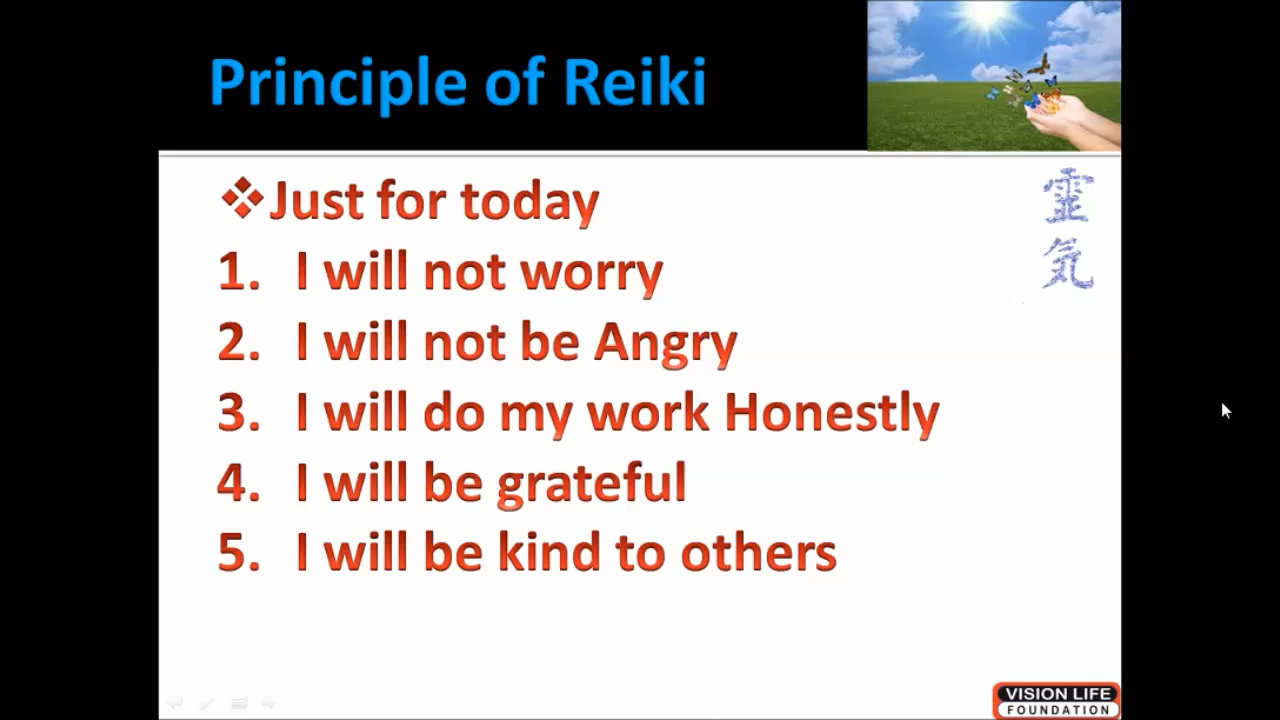 Principle of Reiki
❖Just for today
1. I will not worry
2. I will not be Angry
3. I will do my work Honestly
4. I will be grateful
5. I will be kind to others
靈
気
VISION LIFE
FOUNDATION